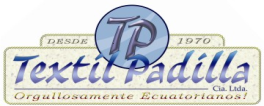 TP
DESDE 1970
Textil Padilla
Cia. Ltda.
Orgullosamente Ecuatorianos!